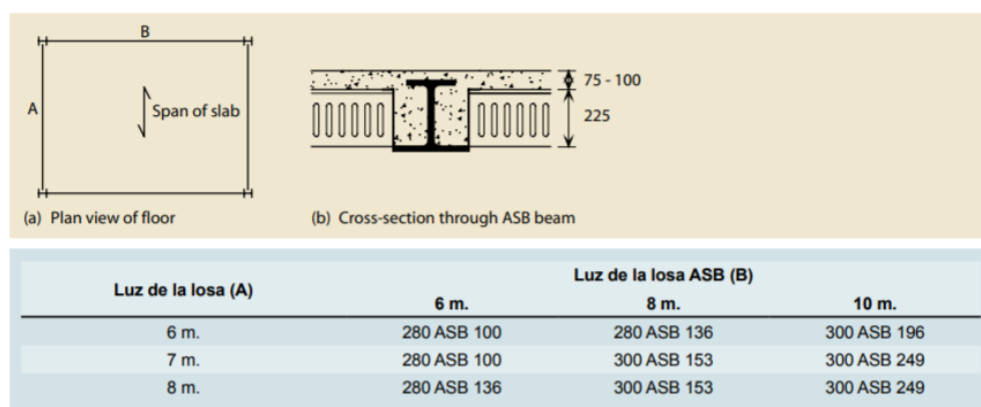 B
A
Span of slab
75 - 100
225
(a) Plan view of floor
(b) Cross-section through ASB beam
Luz de la losa (A)
Luz de la losa ASB (B)
6 m. 8 m. 10 m.
6 m. 280 ASB 100 280 ASB 136 300 ASB 196
7 m. 280 ASB 100 300 ASB 153 300 ASB 249
8 m. 280 ASB 136 300 ASB 153 300 ASB 249